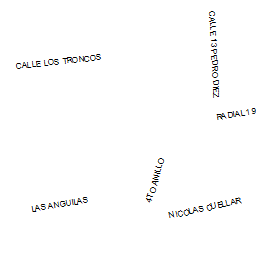 CALLE 13 PEDRO DIEZ
CALLE LOS TRONCOS
RADIAL 19
4TO ANILLO
LAS ANGUILAS
NICOLAS CUELLAR